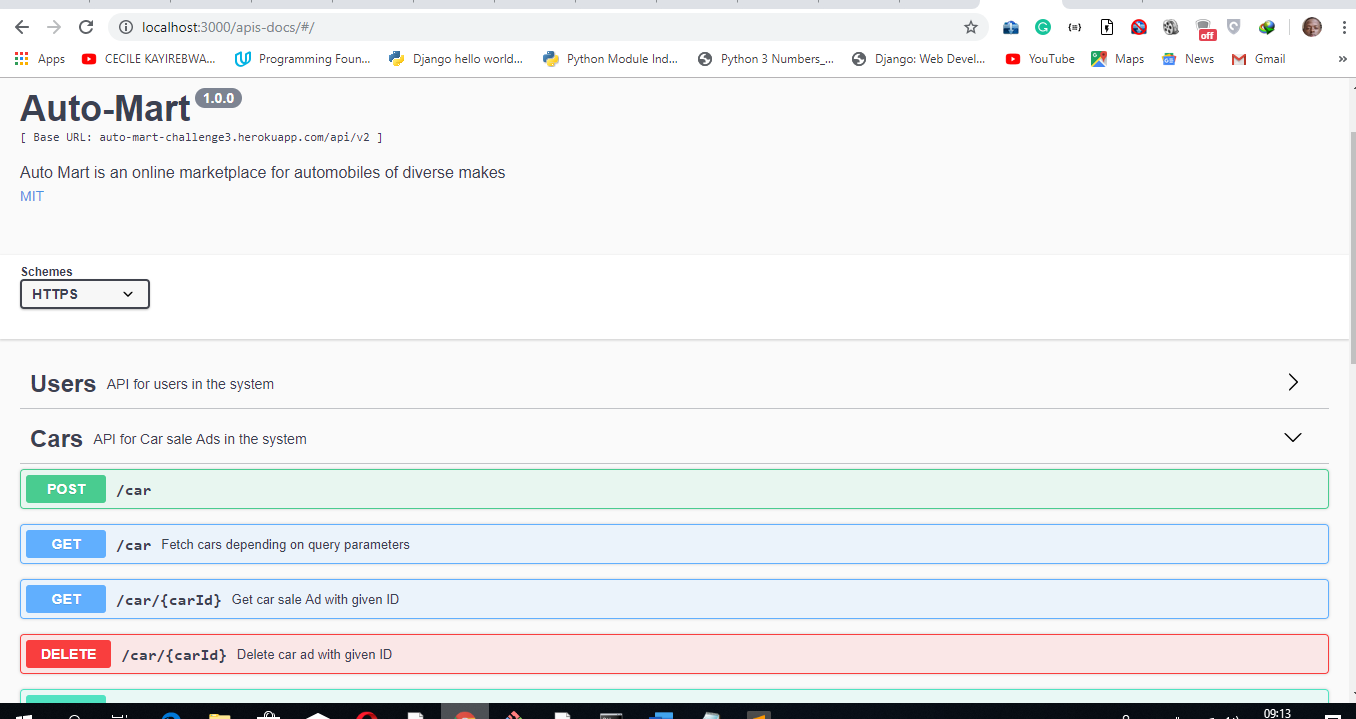 localhost:3000/apis-docs/#/
off
Apps CECILE KAYIREBWA... Programming Foun... Django hello world... Python Module Ind... Python 3 Numbers_... Django: Web Devel... YouTube Maps News Gmail »
Auto-Mart 1.0.0
[ Base URL: auto-mart-challenge3.herokuapp.com/api/v2 ]
Auto Mart is an online marketplace for automobiles of diverse makes
MIT
Schemes
HTTPS
Users API for users in the system
Cars API for Car sale Ads in the system
POST /car
GET /car Fetch cars depending on query parameters
GET /car/{carId} Get car sale Ad with given ID
DELETE /car/{carId} Delete car ad with given ID
09:13